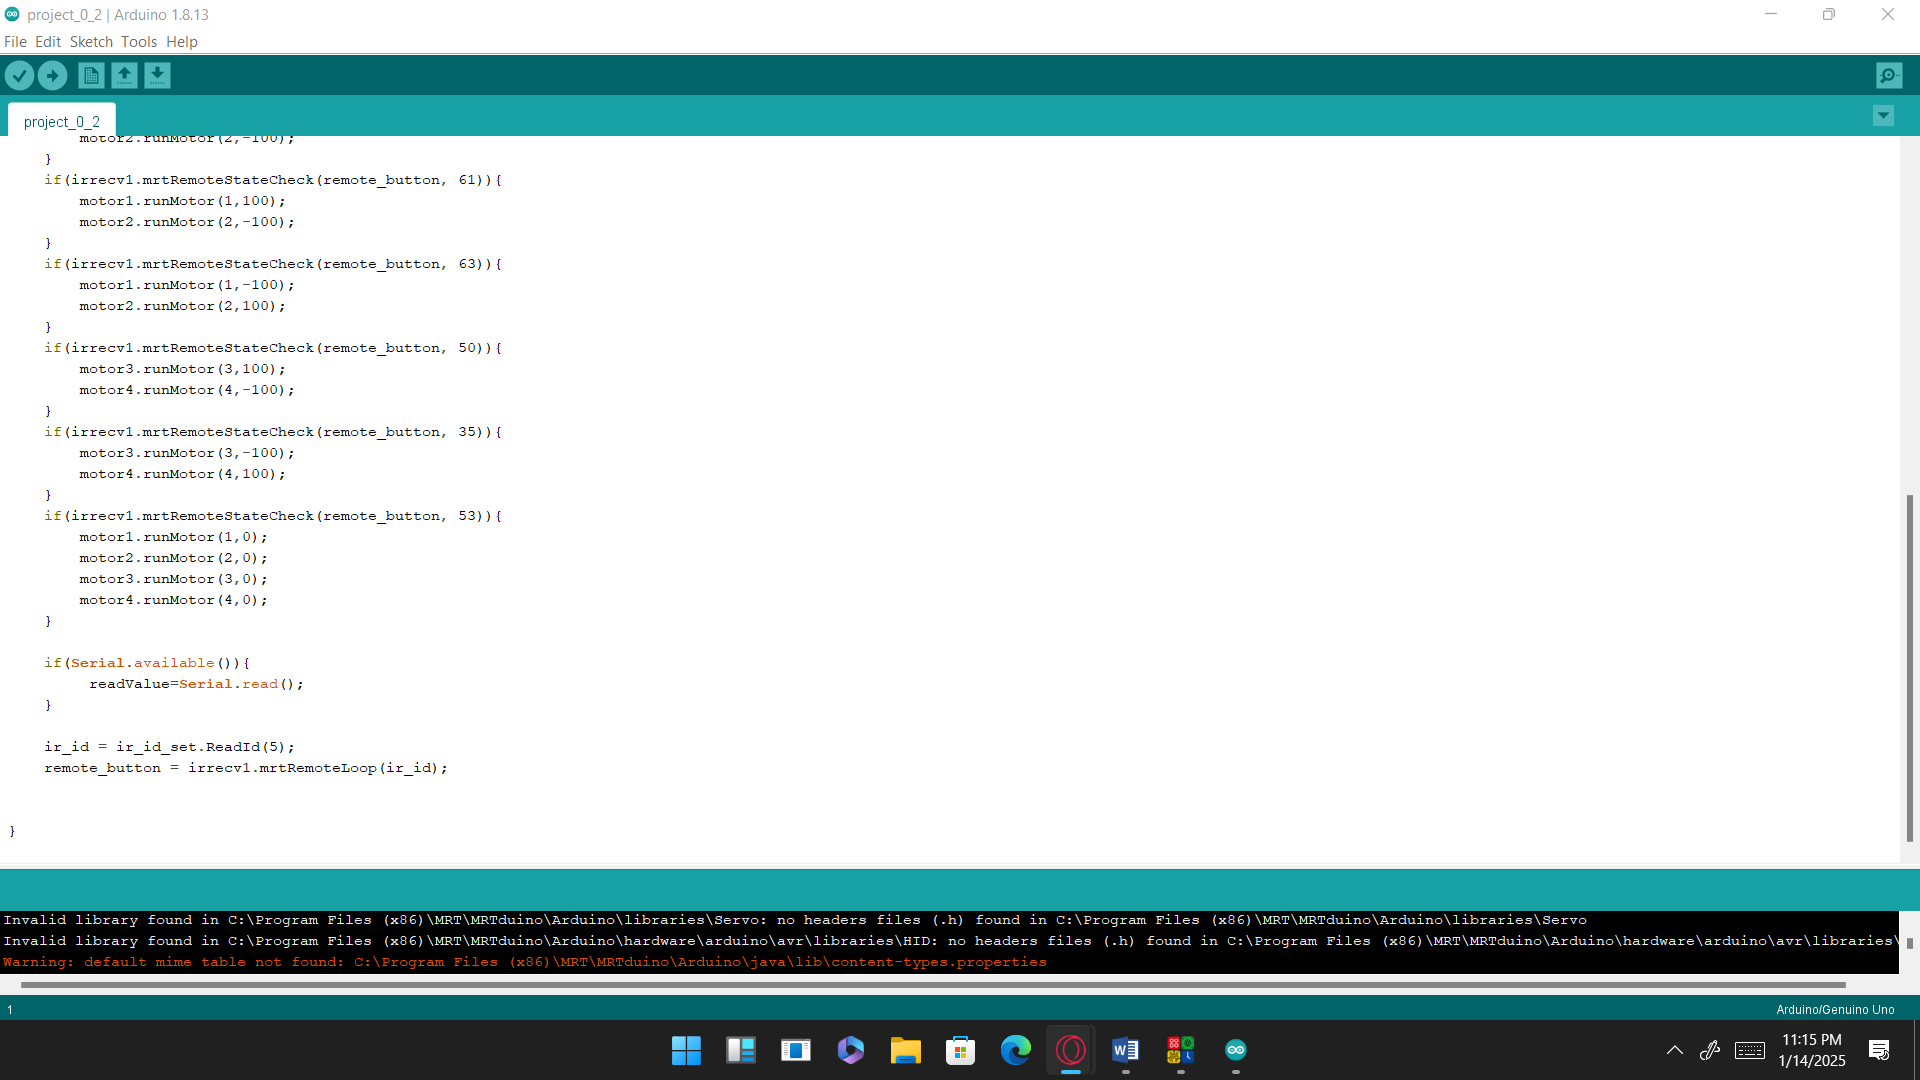 project_0_2 | Arduino 1.8.13
File Edit Sketch Tools Help
project_0_2
motor2.runMotor(2,-100);
}
if(irrecv1.mrtRemoteStateCheck(remote_button, 61)){
motor1.runMotor(1,100);
motor2.runMotor(2,-100);
}
if(irrecv1.mrtRemoteStateCheck(remote_button, 63)){
motor1.runMotor(1,-100);
motor2.runMotor(2,100);
}
if(irrecv1.mrtRemoteStateCheck(remote_button, 50)){
motor3.runMotor(3,100);
motor4.runMotor(4,-100);
}
if(irrecv1.mrtRemoteStateCheck(remote_button, 35)){
motor3.runMotor(3,-100);
motor4.runMotor(4,100);
}
if(irrecv1.mrtRemoteStateCheck(remote_button, 53)){
motor1.runMotor(1,0);
motor2.runMotor(2,0);
motor3.runMotor(3,0);
motor4.runMotor(4,0);
}
if(Serial.available()){
readValue=Serial.read();
}
ir_id = ir_id_set.ReadId(5);
remote_button = irrecv1.mrtRemoteLoop(ir_id);
}
Invalid library found in C:\Program Files (x86)\MRT\MRTduino\Arduino\libraries\Servo: no headers files (.h) found in C:\Program Files (x86)\MRT\MRTduino\Arduino\libraries\Servo
Invalid library found in C:\Program Files (x86)\MRT\MRTduino\Arduino\hardware\arduino\avr\libraries\HID: no headers files (.h) found in C:\Program Files (x86)\MRT\MRTduino\Arduino\hardware\arduino\avr\libraries\
Warning: default mime table not found: C:\Program Files (x86)\MRT\MRTduino\Arduino\java\lib\content-types.properties
1
Arduino/Genuino Uno
11:15 PM
1/14/2025